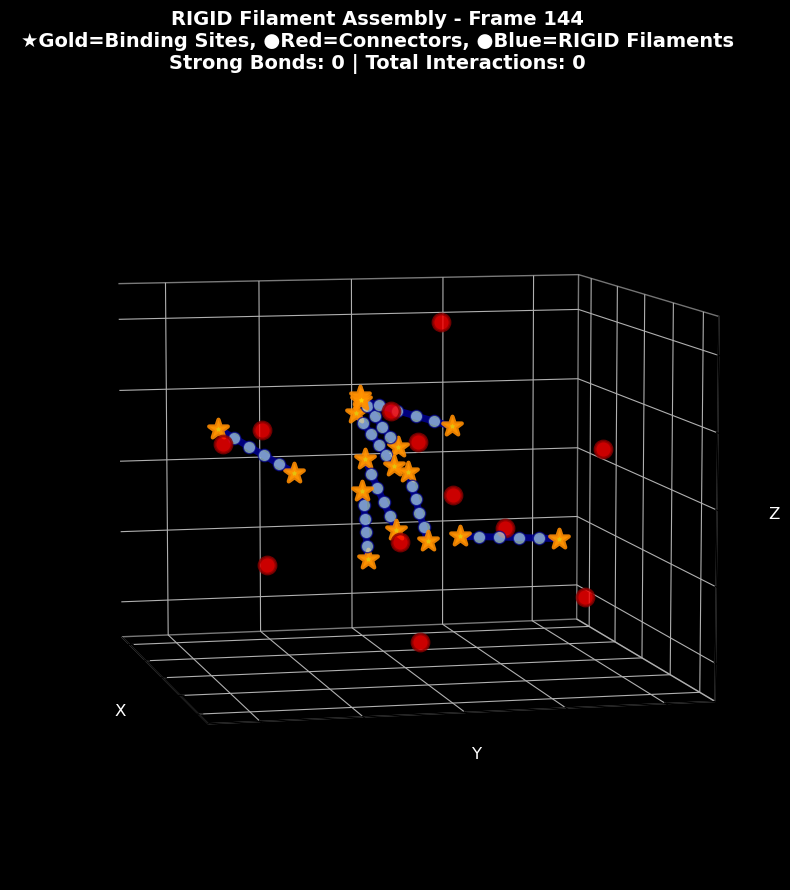 RIGID Filament Assembly - Frame 144
★Gold=Binding Sites, ●Red=Connectors, ●Blue=RIGID Filaments
Strong Bonds: 0 | Total Interactions: 0
Z
X
Y